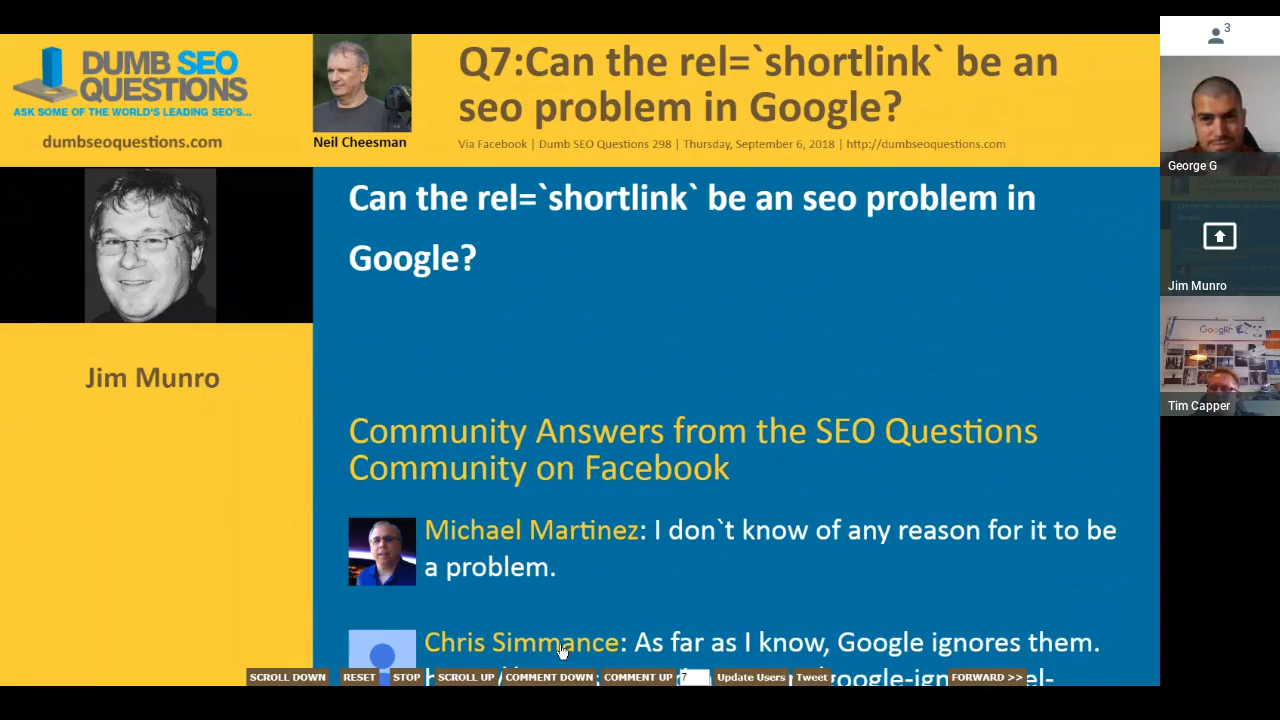 DUMB SEO
QUESTIONS
ASK SOME OF THE WORLD'S LEADING SEO'S...
dumbseoquestions.com
Neil Cheesman
Q7:Can the rel=`shortlink` be an
seo problem in Google?
Via Facebook | Dumb SEO Questions 298 | Thursday, September 6, 2018 | http://dumbseoquestions.com
3
George G
Jim Munro
Google
Tim Capper
Jim Munro
Can the rel=`shortlink` be an seo problem in
Google?
Community Answers from the SEO Questions
Community on Facebook
Michael Martinez: I don`t know of any reason for it to be
a problem.
Chris Simmance: As far as I know, Google ignores them.
SCROLL DOWN RESET STOP SCROLL UP COMMENT DOWN COMMENT UP 7 Update Users Tweet FORWARD >>